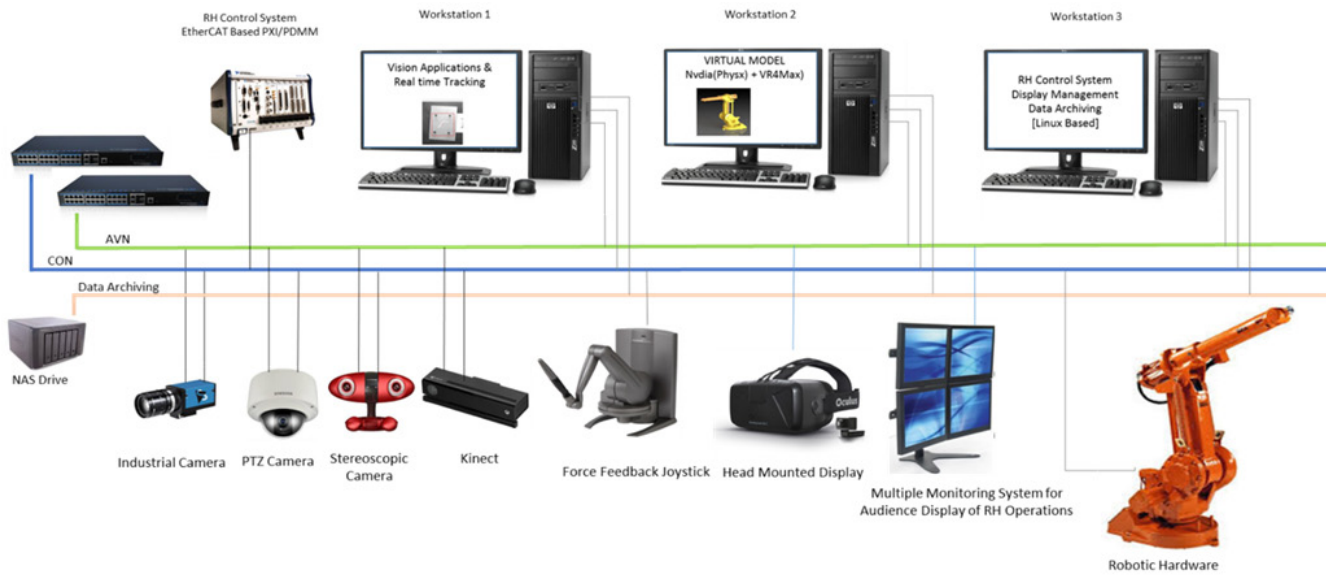 RH Control System
EtherCAT Based PXI/PDMM
Workstation 1
Workstation 2
Workstation 3
Vision Applications &
Real time Tracking
VIRTUAL MODEL
Nvdia(Physx) + VR4Max)
RH Control System
Display Management
Data Archiving
[Linux Based]
AVN
CON
Data Archiving
NAS Drive
Oculus
Industrial Camera
PTZ Camera
Stereoscopic
Camera
Kinect
Force Feedback Joystick
Head Mounted Display
Multiple Monitoring System for
Audience Display of RH Operations
Robotic Hardware